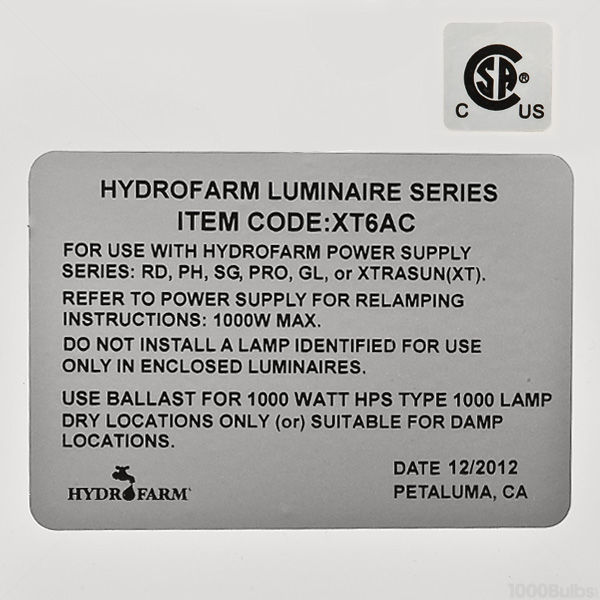 SA®
C US
HYDROFARM LUMINAIRE SERIES
ITEM CODE:XT6AC
FOR USE WITH HYDROFARM POWER SUPPLY
SERIES: RD, PH, SG, PRO, GL, or XTRASUN(XT).
REFER TO POWER SUPPLY FOR RELAMPING
INSTRUCTIONS: 1000W MAX.
DO NOT INSTALL A LAMP IDENTIFIED FOR USE
ONLY IN ENCLOSED LUMINAIRES.
USE BALLAST FOR 1000 WATT HPS TYPE 1000 LAMP
DRY LOCATIONS ONLY (or) SUITABLE FOR DAMP
LOCATIONS.
DATE 12/2012
HYDROFARM PETALUMA, CA
1000Bulbs